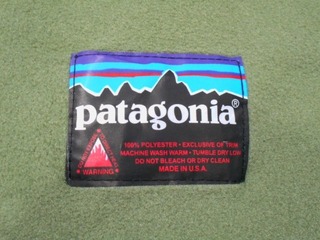 patagonia®
100% POLYESTER • EXCLUSIVE OF TRIM
MACHINE WASH WARM • TUMBLE DRY LOW
DO NOT BLEACH OR DRY CLEAN
MADE IN U.S.A.
WARNING